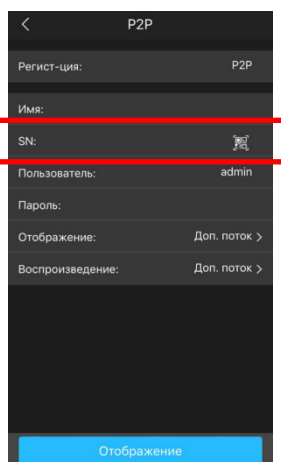 P2P
Регист-ция: P2P
Имя:
SN:
Пользователь: admin
Пароль:
Отображение: Доп. поток
Воспроизведение: Доп. поток
Отображение